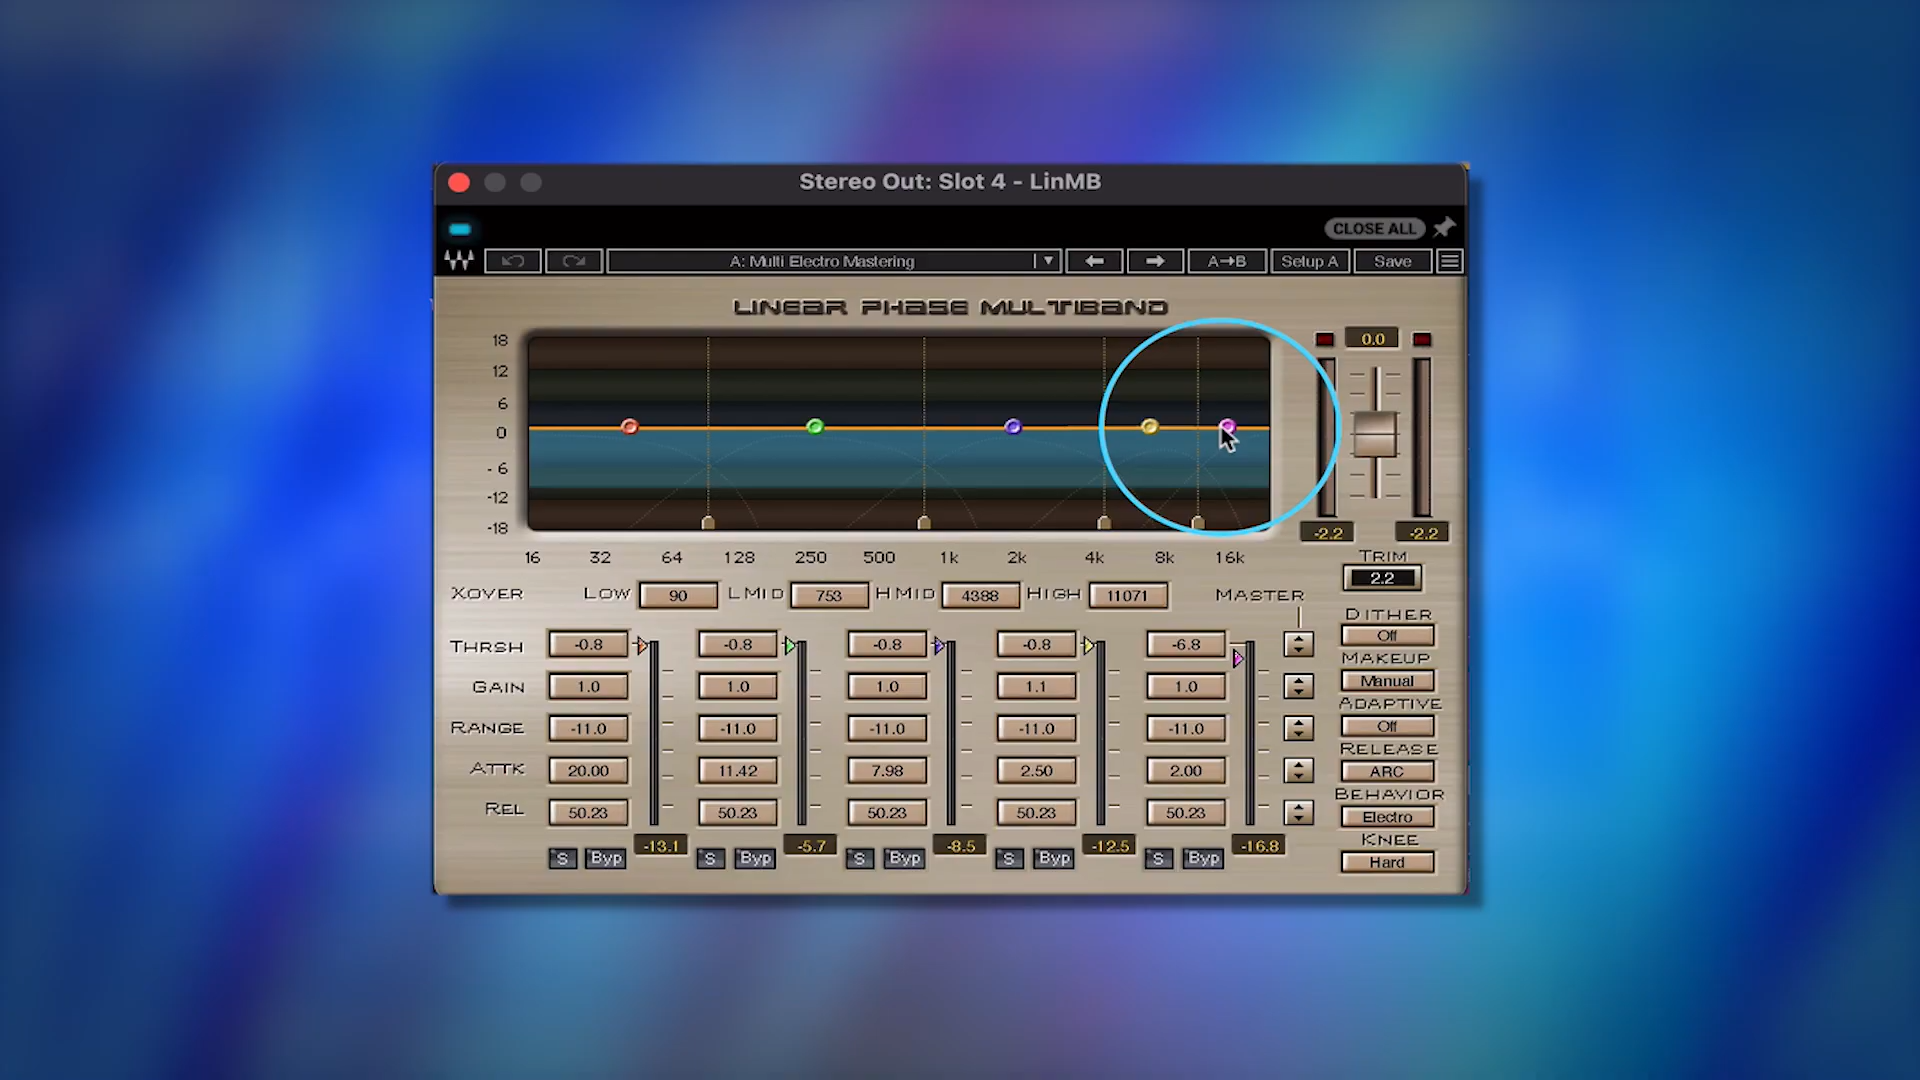 Stereo Out: Slot 4 - LinMB
CLOSE ALL
A: Multi Electro Mastering
A→B
Setup A
Save
LINEAR PHASE MULTIBAND
18
12
6
0
-6
-12
-18
0.0
-2.2 -2.2
16 32 64 128 250 500 1k 2k 4k 8k 16k
TRIM
2.2
XOVER LOW 90 L MID 753 H MID 4388 HIGH 11071 MASTER
THRSH -0.8 -0.8 -0.8 -0.8 -6.8
GAIN 1.0 1.0 1.0 1.1 1.0
RANGE -11.0 -11.0 -11.0 -11.0 -11.0
ATTK 20.00 11.42 7.98 2.50 2.00
REL 50.23 50.23 50.23 50.23 50.23
-13.1 -5.7 -8.5 -12.5 -16.8
S Byp S Byp S Byp S Byp S Byp
DITHER
Off
MAKEUP
Manual
ADAPTIVE
Off
RELEASE
ARC
BEHAVIOR
Electro
KNEE
Hard